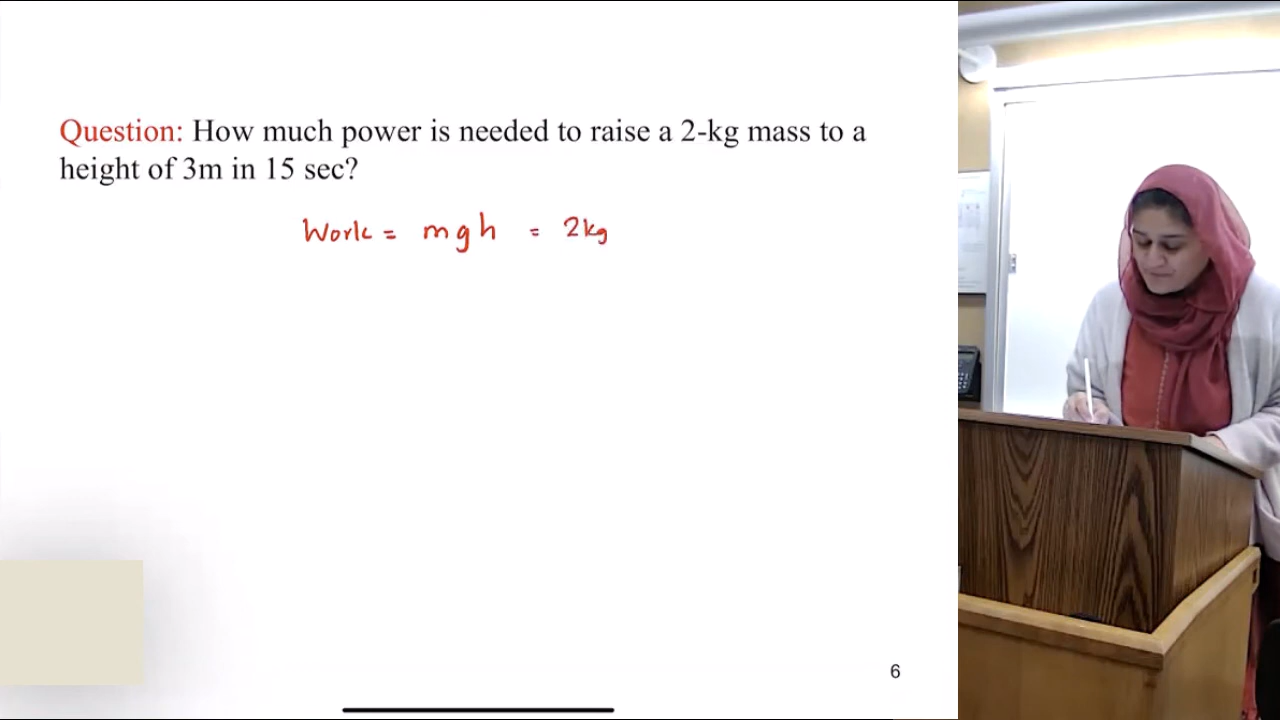 Question: How much power is needed to raise a 2-kg mass to a
height of 3m in 15 sec?
Work = mgh = 2kg
6